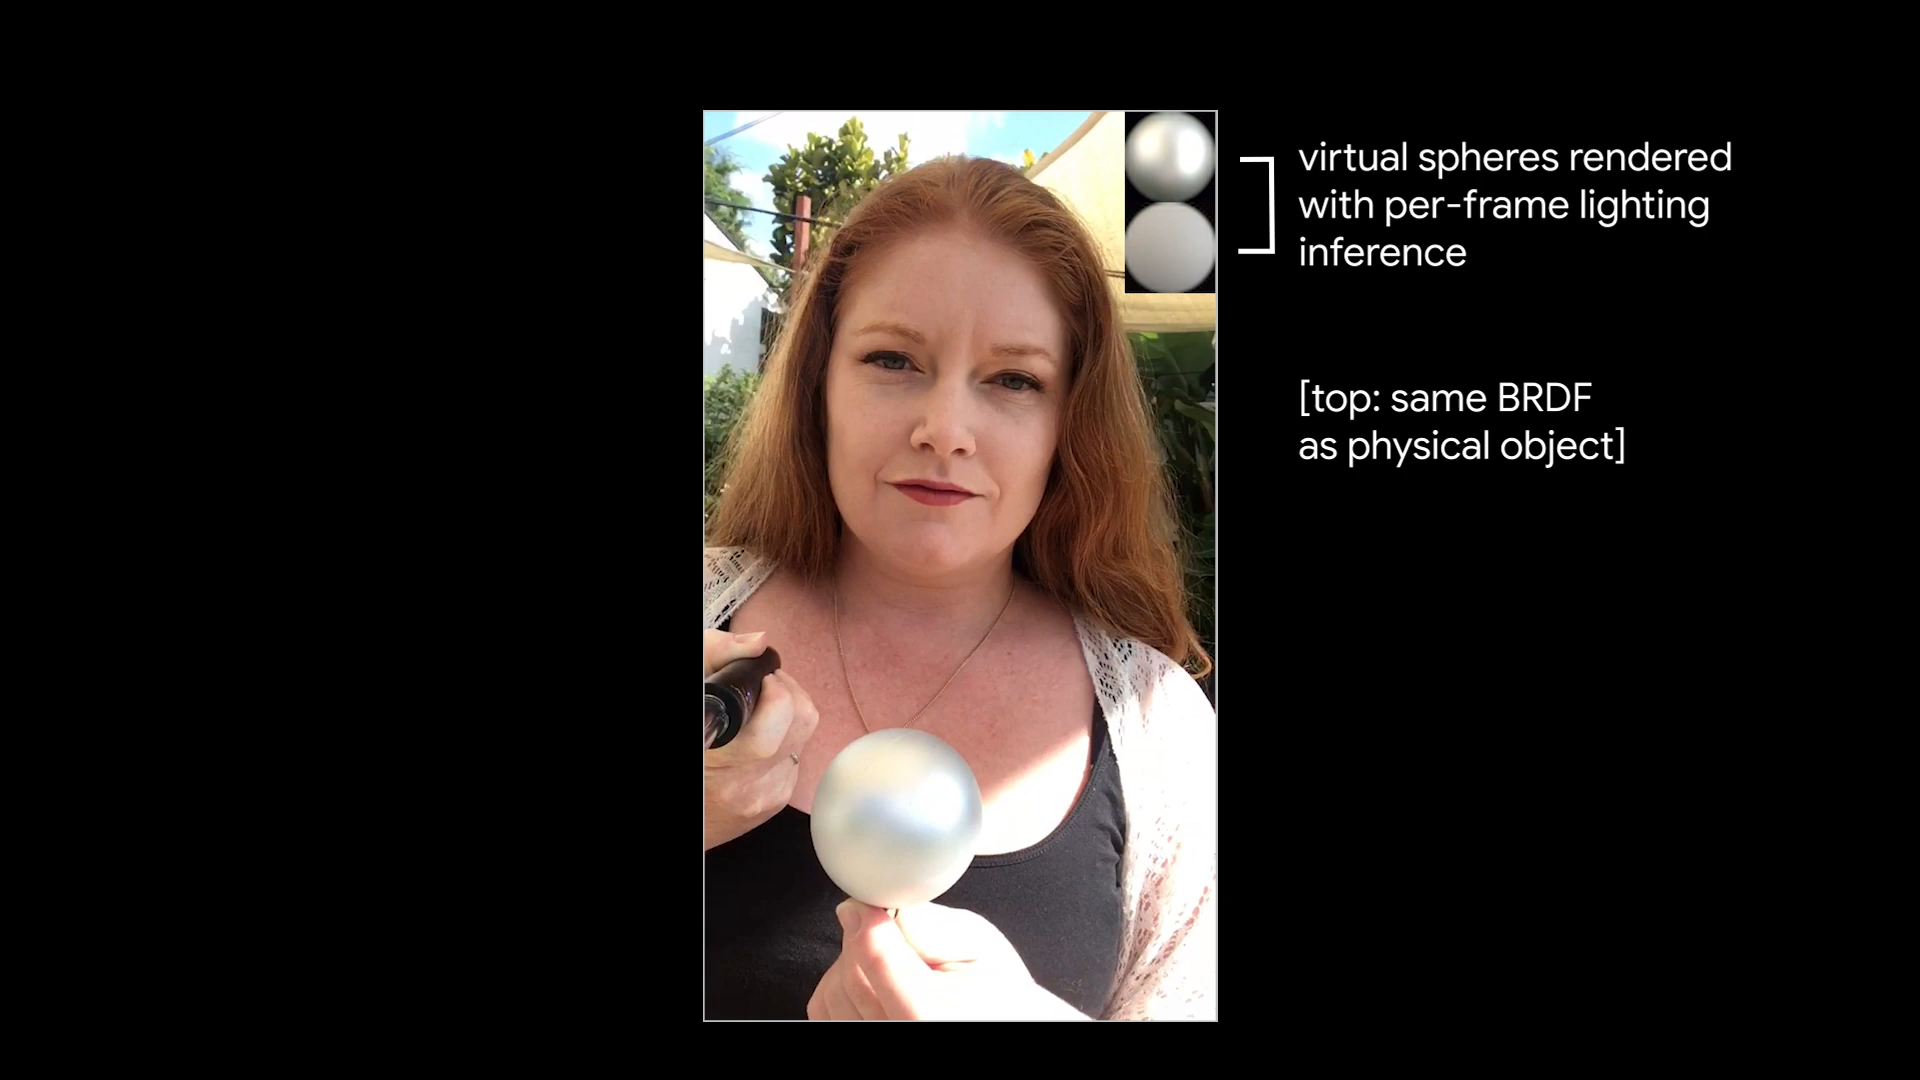 virtual spheres rendered
with per-frame lighting
inference
[top: same BRDF
as physical object]